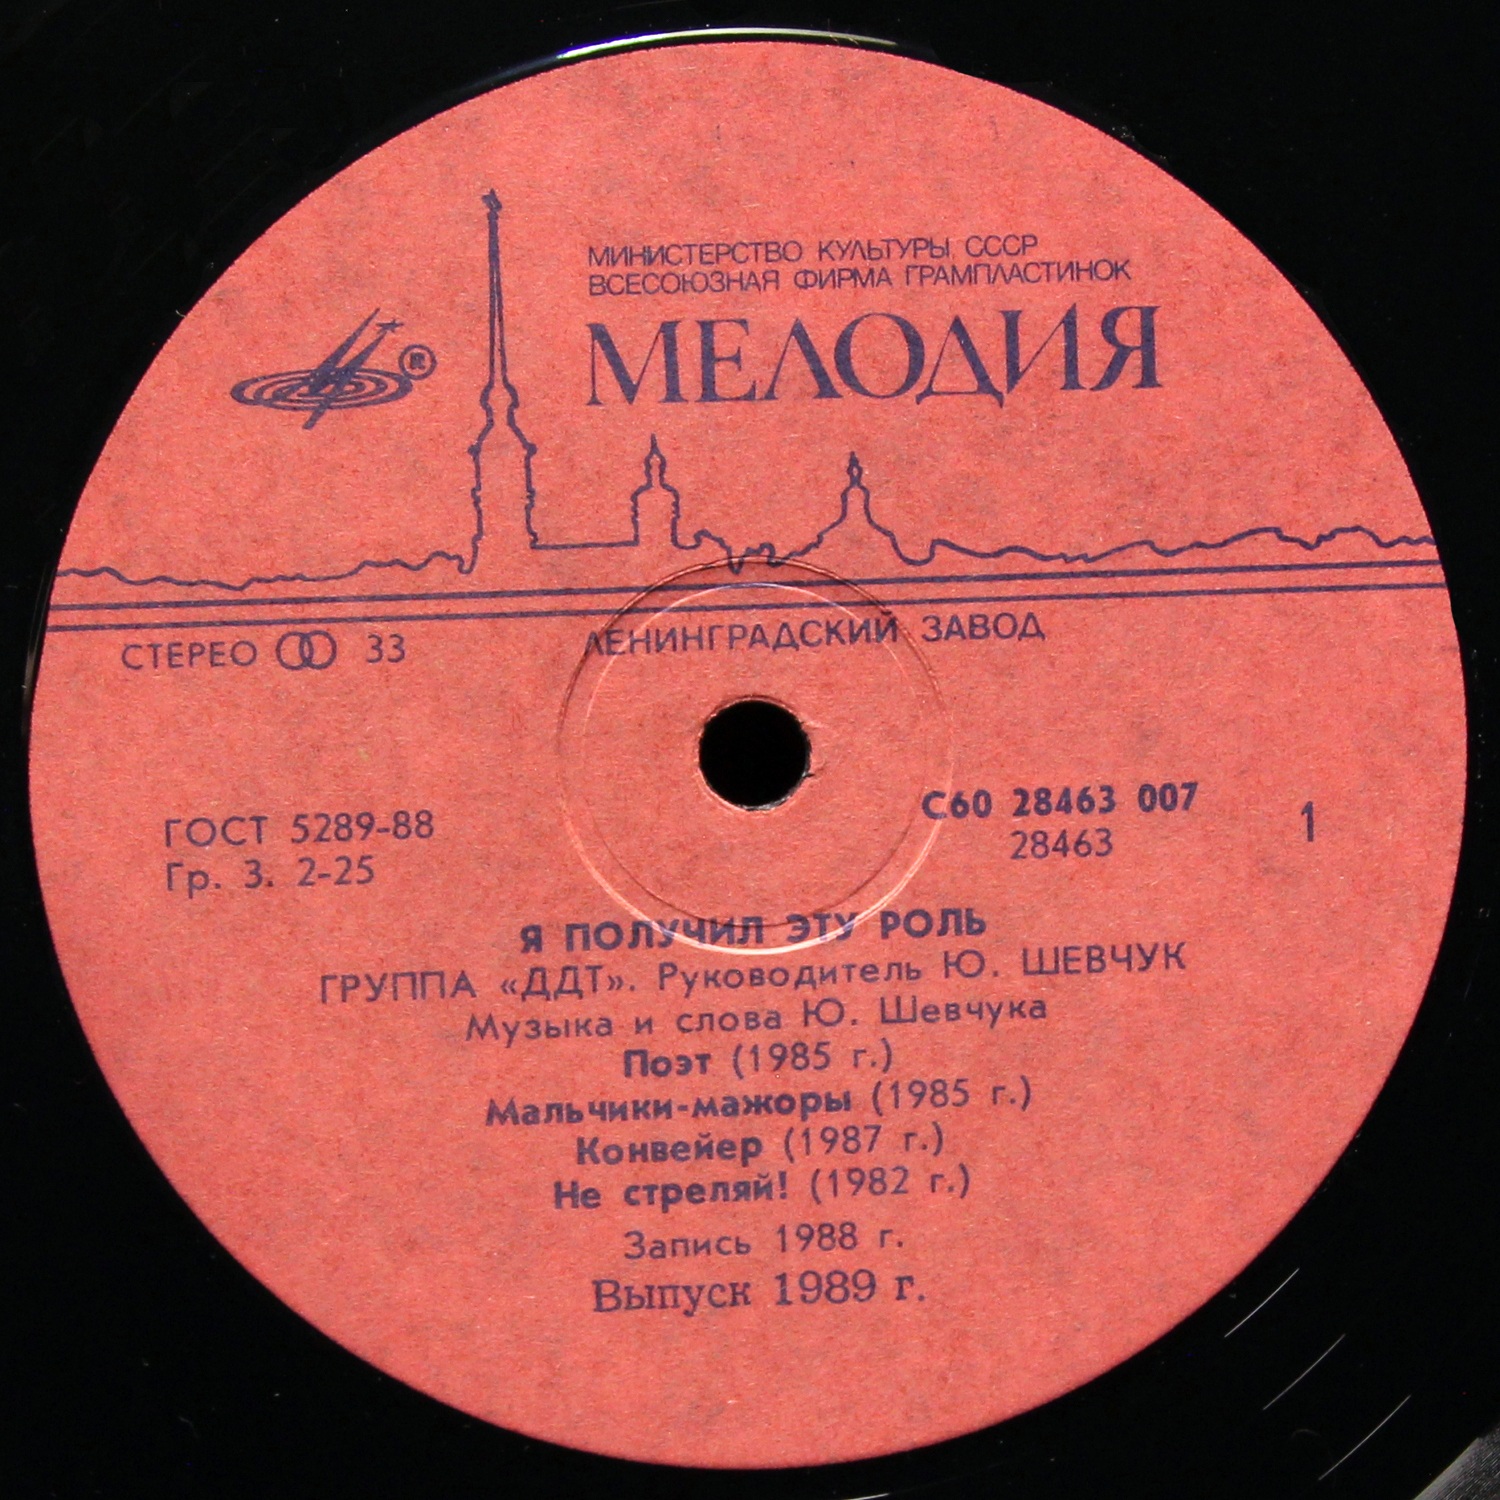 МИНИСТЕРСТВО КУЛЬТУРЫ СССР
ВСЕСОЮЗНАЯ ФИРМА ГРАМПЛАСТИНОК
МЕЛОДИЯ
®
СТЕРЕО 33
ЛЕНИНГРАДСКИЙ ЗАВОД
ГОСТ 5289-88
Гр. 3. 2-25
С60 28463 007
28463
1
Я ПОЛУЧИЛ ЭТУ РОЛЬ
ГРУППА «ДДТ». Руководитель Ю. ШЕВЧУК
Музыка и слова Ю. Шевчука
Поэт (1985 г.)
Мальчики-мажоры (1985 г.)
Конвейер (1987 г.)
Не стреляй! (1982 г.)
Запись 1988 г.
Выпуск 1989 г.